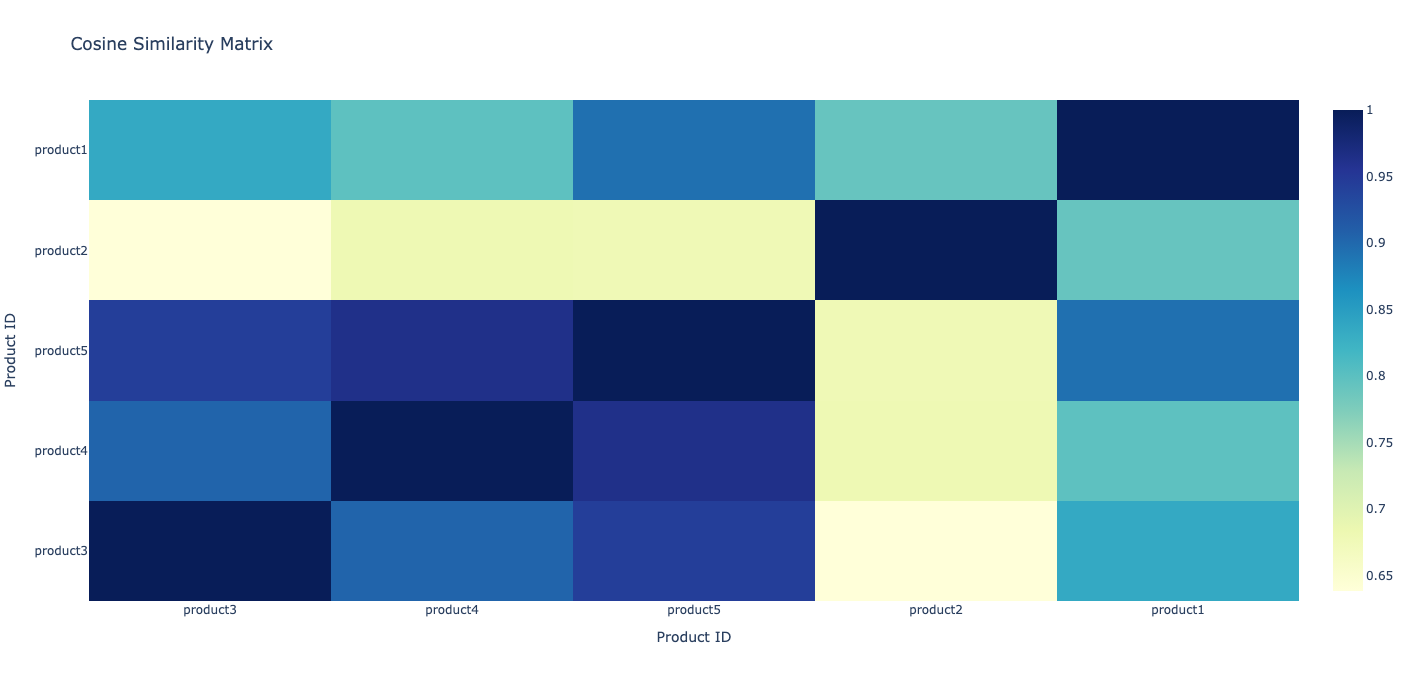 Cosine Similarity Matrix
product1
product2
product5
product4
product3
Product ID
product3 product4 product5 product2 product1
Product ID
1
0.95
0.9
0.85
0.8
0.75
0.7
0.65